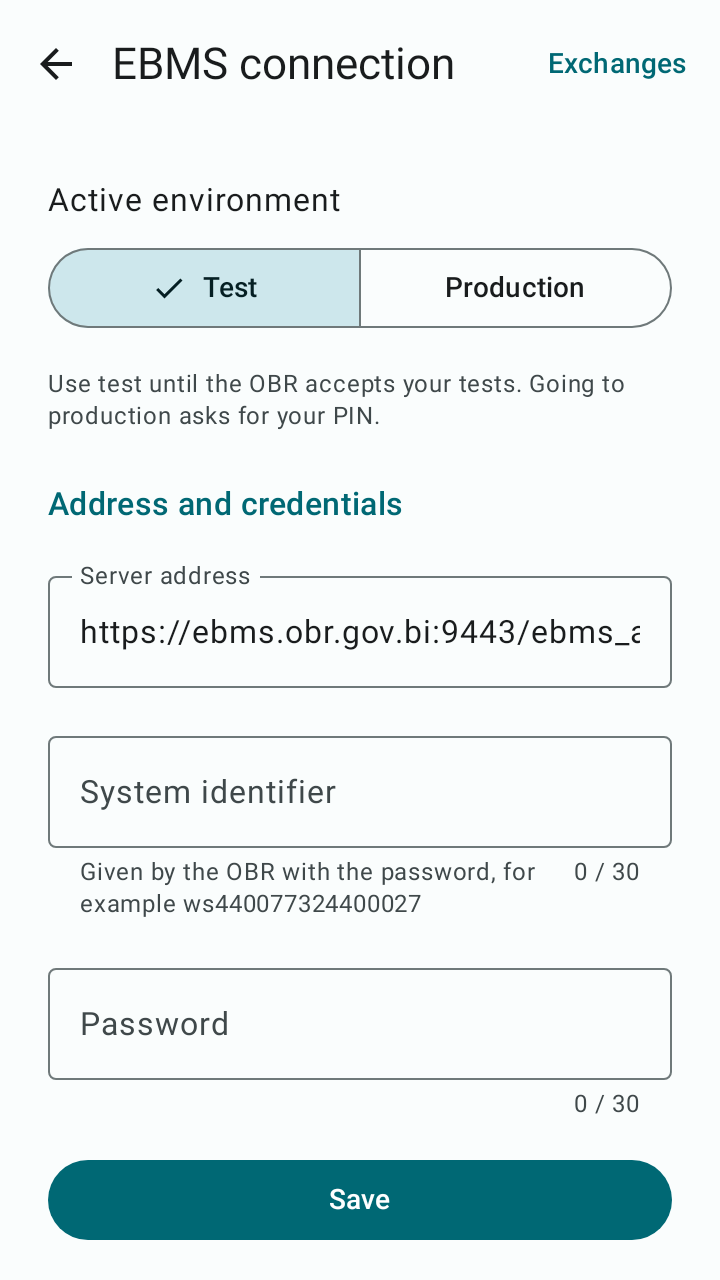 EBMS connection
Exchanges
Active environment
Test
Production
Use test until the OBR accepts your tests. Going to
production asks for your PIN.
Address and credentials
Server address
https://ebms.obr.gov.bi:9443/ebms_a
System identifier
Given by the OBR with the password, for
example ws440077324400027
0 / 30
Password
0 / 30
Save